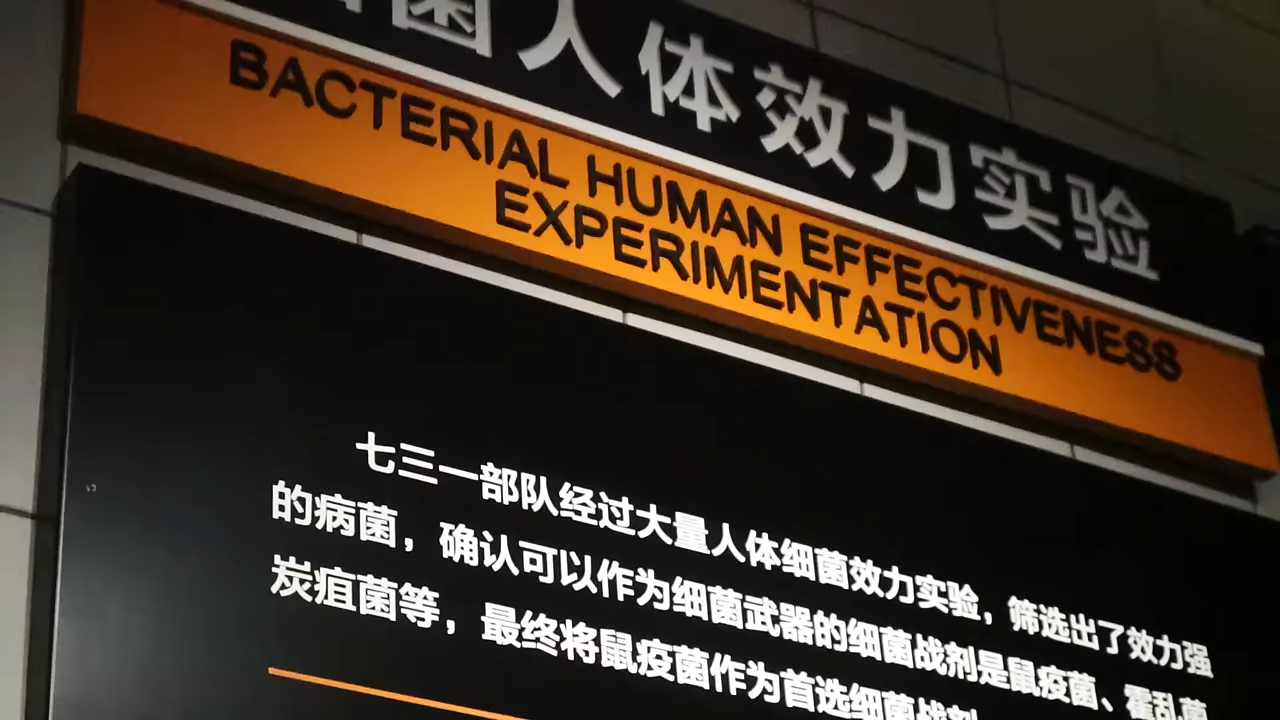 菌人体效力实验
BACTERIAL HUMAN EFFECTIVENESS
EXPERIMENTATION
七三一部队经过大量人体细菌效力实验，筛选出了效力强
的病菌，确认可以作为细菌武器的细菌战剂是鼠疫菌、霍乱菌
炭疽菌等，最终将鼠疫菌作为首选细菌战剂